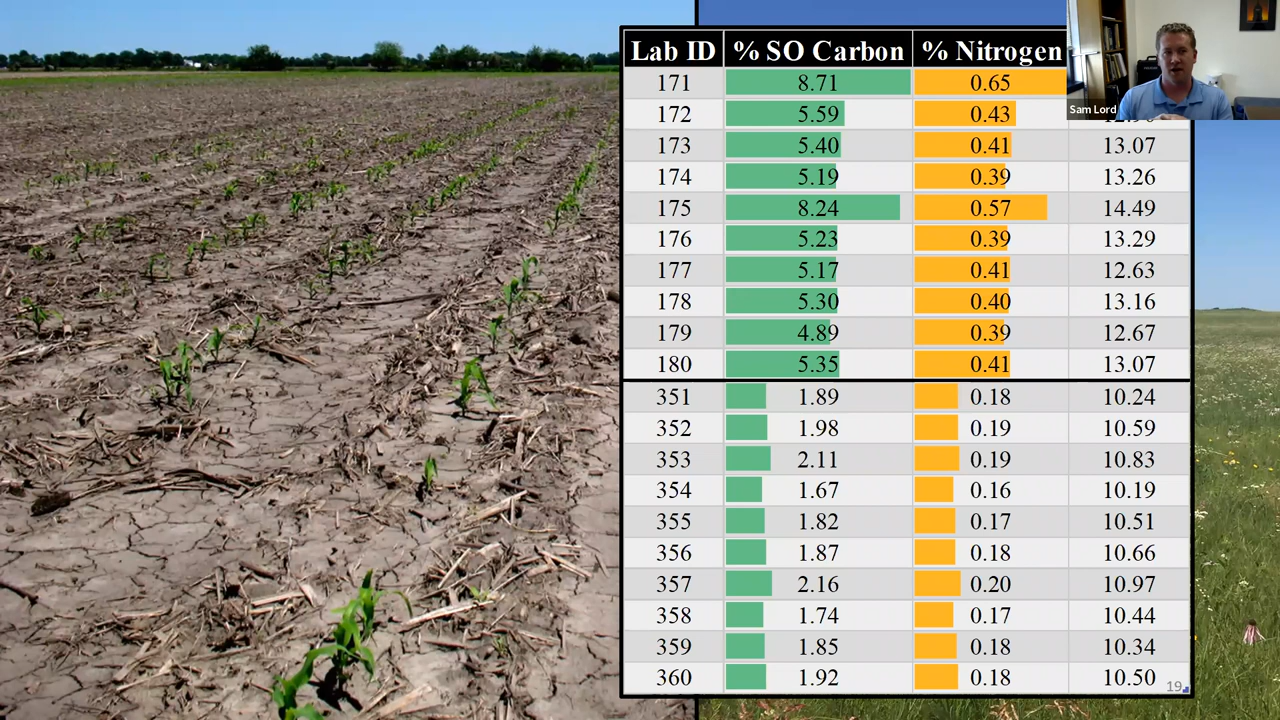 Lab ID % SO Carbon % Nitrogen
171 8.71 0.65
Sam Lord
172 5.59 0.43
173 5.40 0.41 13.07
174 5.19 0.39 13.26
175 8.24 0.57 14.49
176 5.23 0.39 13.29
177 5.17 0.41 12.63
178 5.30 0.40 13.16
179 4.89 0.39 12.67
180 5.35 0.41 13.07
351 1.89 0.18 10.24
352 1.98 0.19 10.59
353 2.11 0.19 10.83
354 1.67 0.16 10.19
355 1.82 0.17 10.51
356 1.87 0.18 10.66
357 2.16 0.20 10.97
358 1.74 0.17 10.44
359 1.85 0.18 10.34
360 1.92 0.18 10.50
19